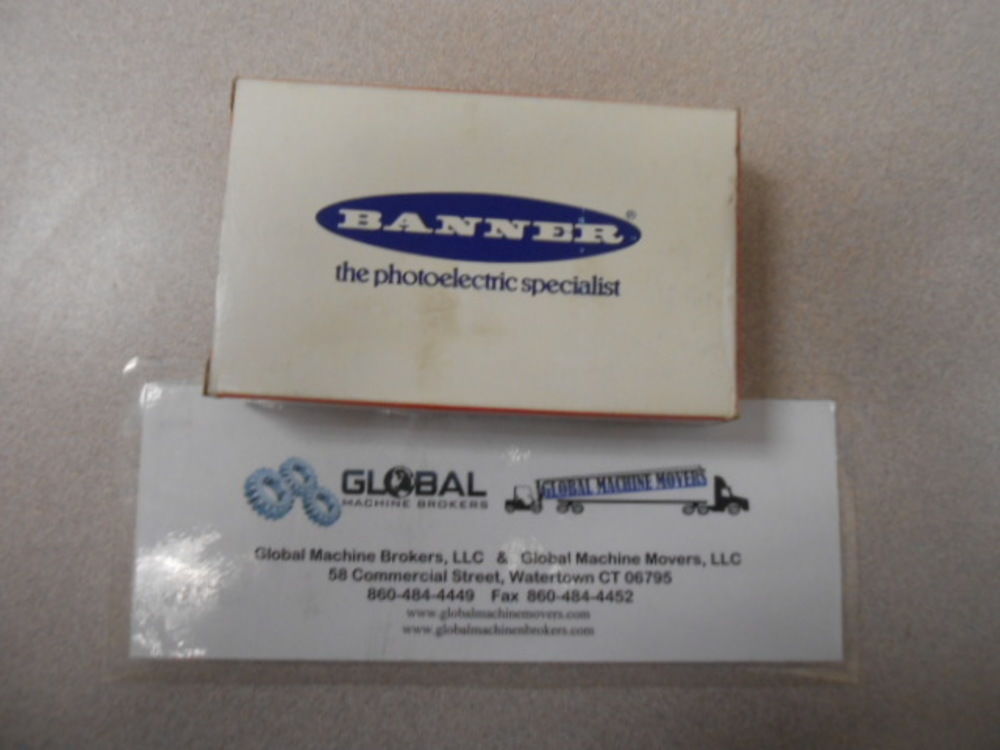 BANNER®
the photoelectric specialist
GLOBAL
MACHINE BROKERS
GLOBAL MACHINE MOVERS
Global Machine Brokers, LLC & Global Machine Movers, LLC
58 Commercial Street, Watertown CT 06795
860-484-4449 Fax 860-484-4452
www.globalmachinemovers.com
www.globalmachinenbrokers.com